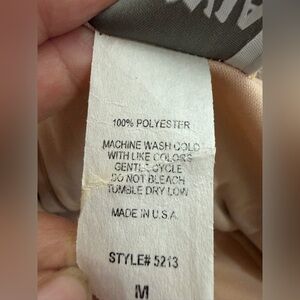 100% POLYESTER
MACHINE WASH COLD
WITH LIKE COLORS
GENTLE CYCLE
DO NOT BLEACH
TUMBLE DRY LOW
MADE IN U.S.A.
STYLE# 5213
M